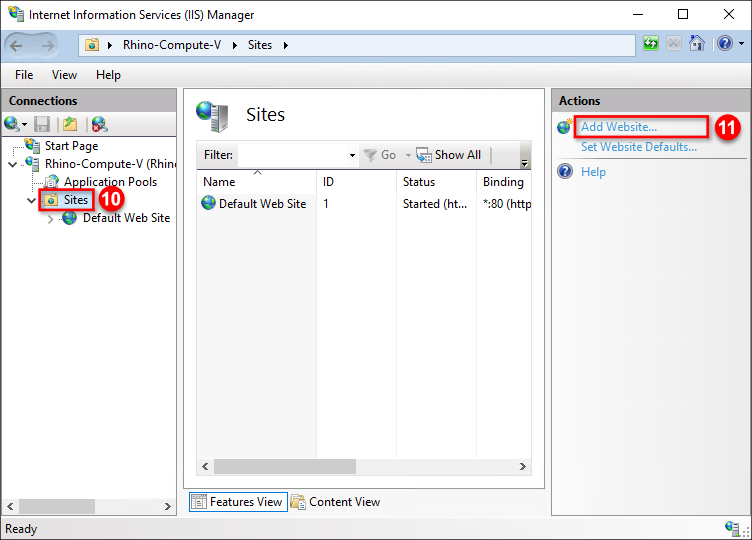 Internet Information Services (IIS) Manager
Rhino-Compute-V Sites
File View Help
Connections
Start Page
Rhino-Compute-V (Rhino
Application Pools
Sites 10
Default Web Site
Sites
Filter: Go Show All
Name ID Status Binding
Default Web Site 1 Started (ht... *:80 (http
Features View Content View
Actions
Add Website... 11
Set Website Defaults...
Help
Ready